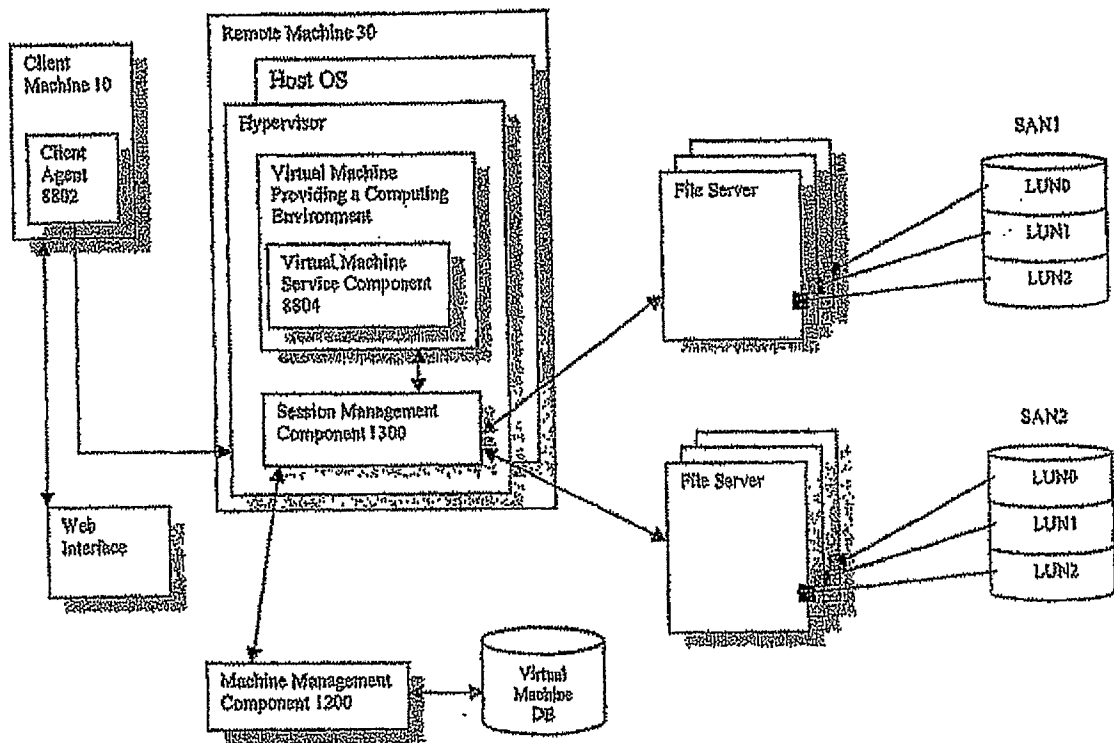 Remote Machine 30
Client
Machine 10
Host OS
Hypervisor
Client
Agent
8802
Virtual Machine
Providing a Computing
Environment
Virtual Machine
Service Component
8804
Session Management
Component 1300
Web
Interface
Machine Management
Component 1200
Virtual
Machine
DB
File Server
SAN1
LUN0
LUN1
LUN2
File Server
SAN2
LUN0
LUN1
LUN2